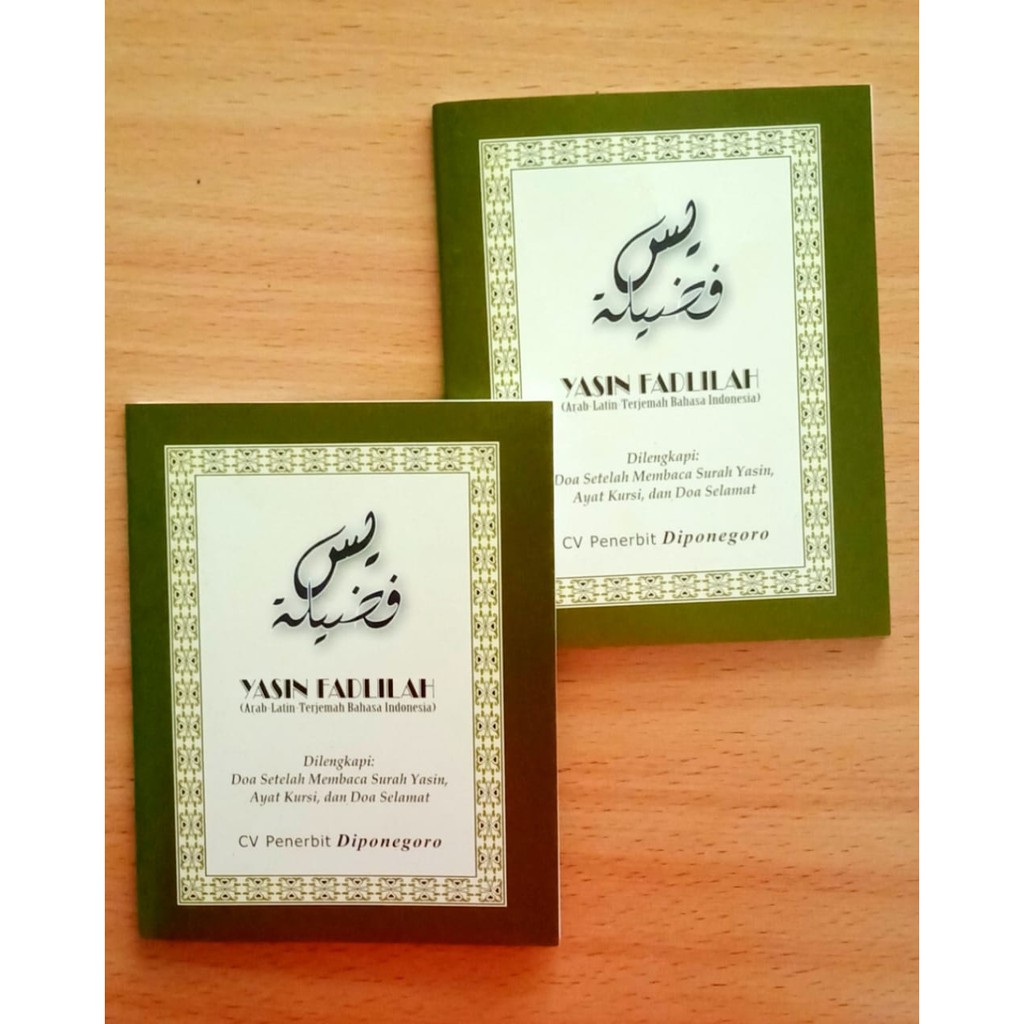 يس
فضيلة
YASIN FADLILAH
(Arab-Latin-Terjemah Bahasa Indonesia)
Dilengkapi:
Doa Setelah Membaca Surah Yasin,
Ayat Kursi, dan Doa Selamat
CV Penerbit Diponegoro
يس
فضيلة
YASIN FADLILAH
(Arab-Latin-Terjemah Bahasa Indonesia)
Dilengkapi:
Doa Setelah Membaca Surah Yasin,
Ayat Kursi, dan Doa Selamat
CV Penerbit Diponegoro